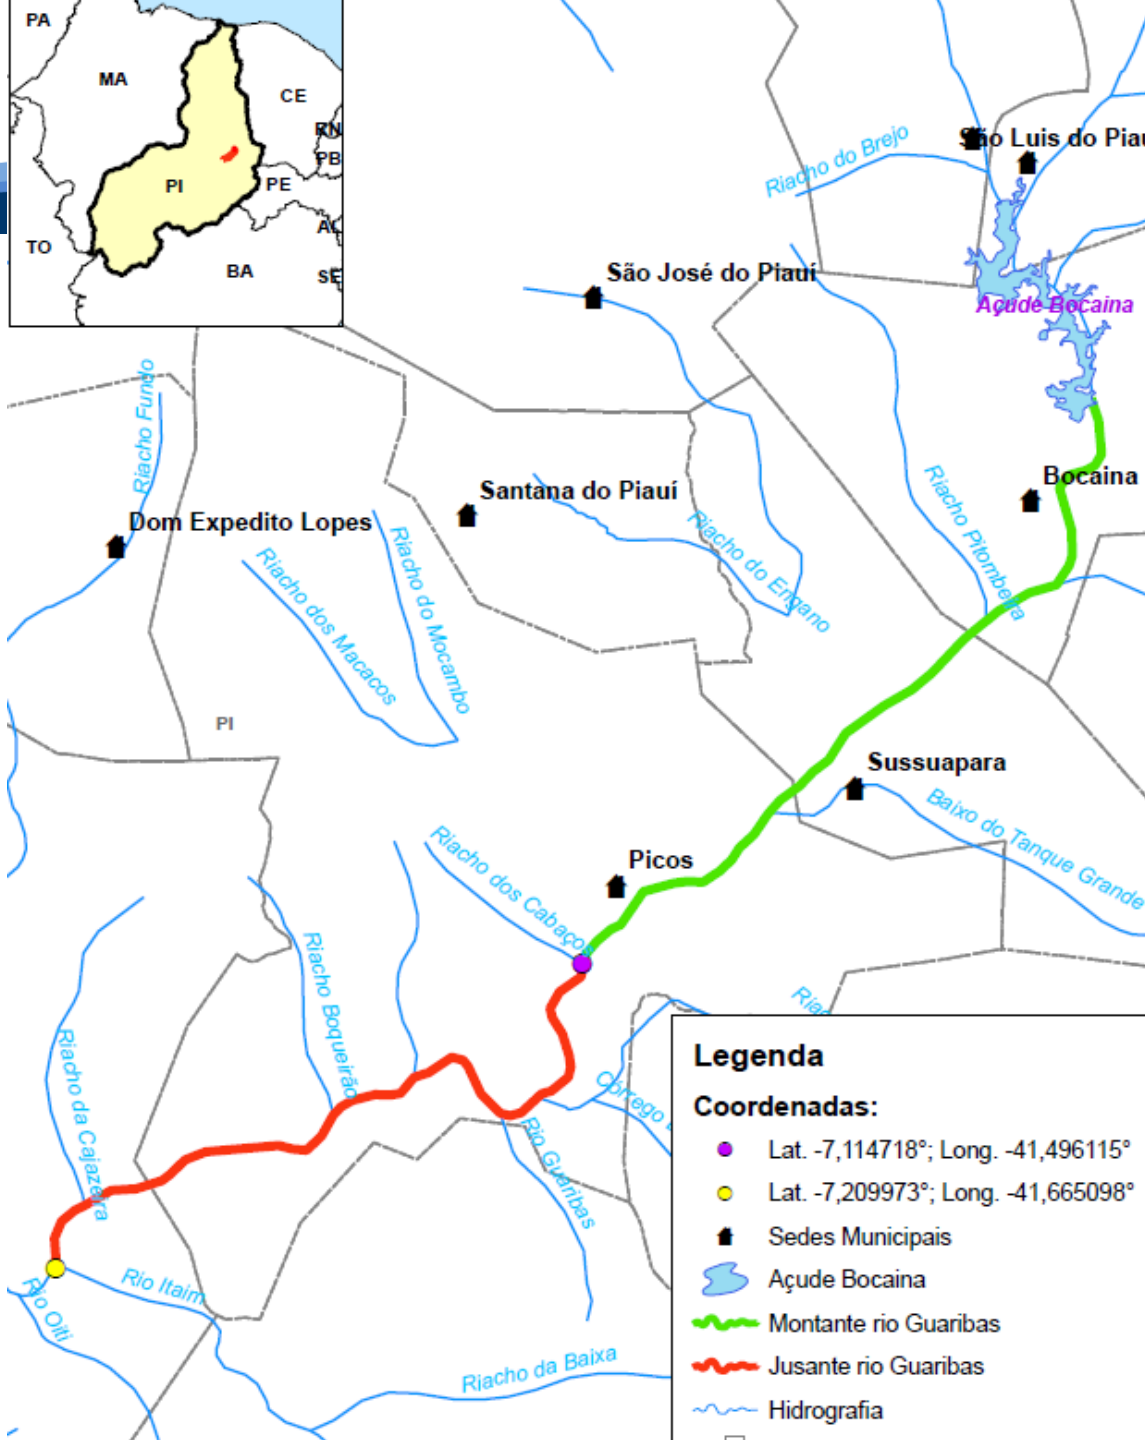 PA
MA
CE
RN
PB
PI
PE
AL
TO
BA
SE
Riacho do Brejo
São Luis do Piau
São José do Piauí
Açude Bocaina
Riacho Fundo
Bocaina
Santana do Piauí
Dom Expedito Lopes
Riacho Pitombeira
Riacho do Engano
Riacho dos Macacos
Riacho do Mocambo
PI
Sussuapara
Baixo do Tanque Grande
Picos
Riacho dos Cabaços
Riacho Boqueirão
Riac
Riacho da Cajazeira
Córrego
Rio Guaribas
Rio Itaim
Rio Oiti
Riacho da Baixa
Legenda
Coordenadas:
Lat. -7,114718°; Long. -41,496115°
Lat. -7,209973°; Long. -41,665098°
Sedes Municipais
Açude Bocaina
Montante rio Guaribas
Jusante rio Guaribas
Hidrografia